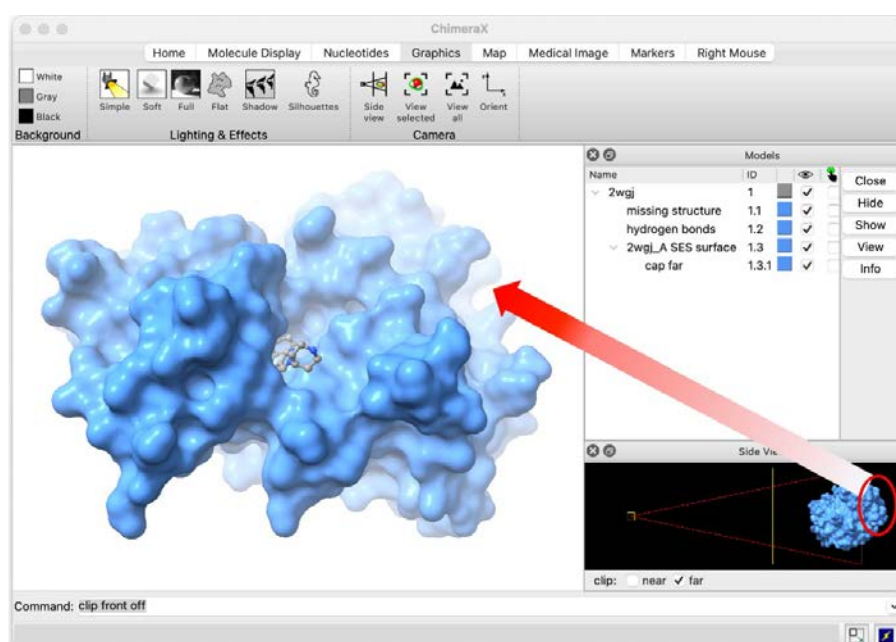 ChimeraX
Home Molecule Display Nucleotides Graphics Map Medical Image Markers Right Mouse
White
Gray
Black
Simple Soft Full Flat Shadow Silhouettes Side view View selected View all Orient
Background Lighting & Effects Camera
Models
Name ID
2wgj 1
missing structure 1.1
hydrogen bonds 1.2
2wgj_A SES surface 1.3
cap far 1.3.1
Close
Hide
Show
View
Info
Side
clip: near far
Command: clip front off